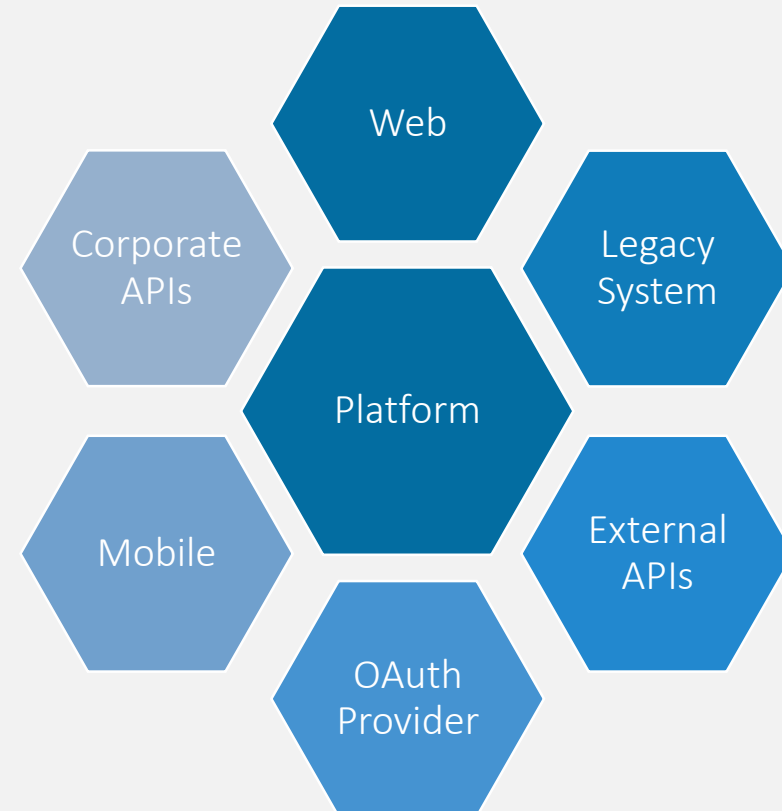 Web
Corporate
APIs
Legacy
System
Platform
Mobile
External
APIs
OAuth
Provider